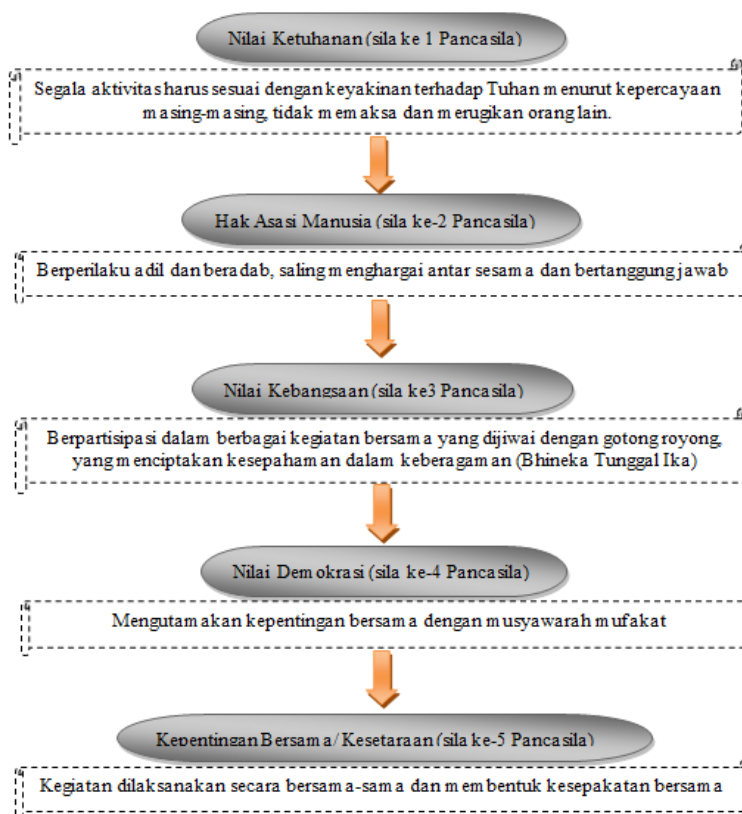 Nilai Ketuhanan (sila ke 1 Pancasila)
Segala aktivitas harus sesuai dengan keyakinan terhadap Tuhan menurut kepercayaan
masing-masing, tidak memaksa dan merugikan orang lain.
Hak Asasi Manusia (sila ke-2 Pancasila)
Berperilaku adil dan beradab, saling menghargai antar sesama dan bertanggung jawab
Nilai Kebangsaan (sila ke3 Pancasila)
Berpartisipasi dalam berbagai kegiatan bersama yang dijiwai dengan gotong royong,
yang menciptakan kesepahaman dalam keberagaman (Bhineka Tunggal Ika)
Nilai Demokrasi (sila ke-4 Pancasila)
Mengutamakan kepentingan bersama dengan musyawarah mufakat
Kepentingan Bersama/ Kesetaraan (sila ke-5 Pancasila)
Kegiatan dilaksanakan secara bersama-sama dan membentuk kesepakatan bersama